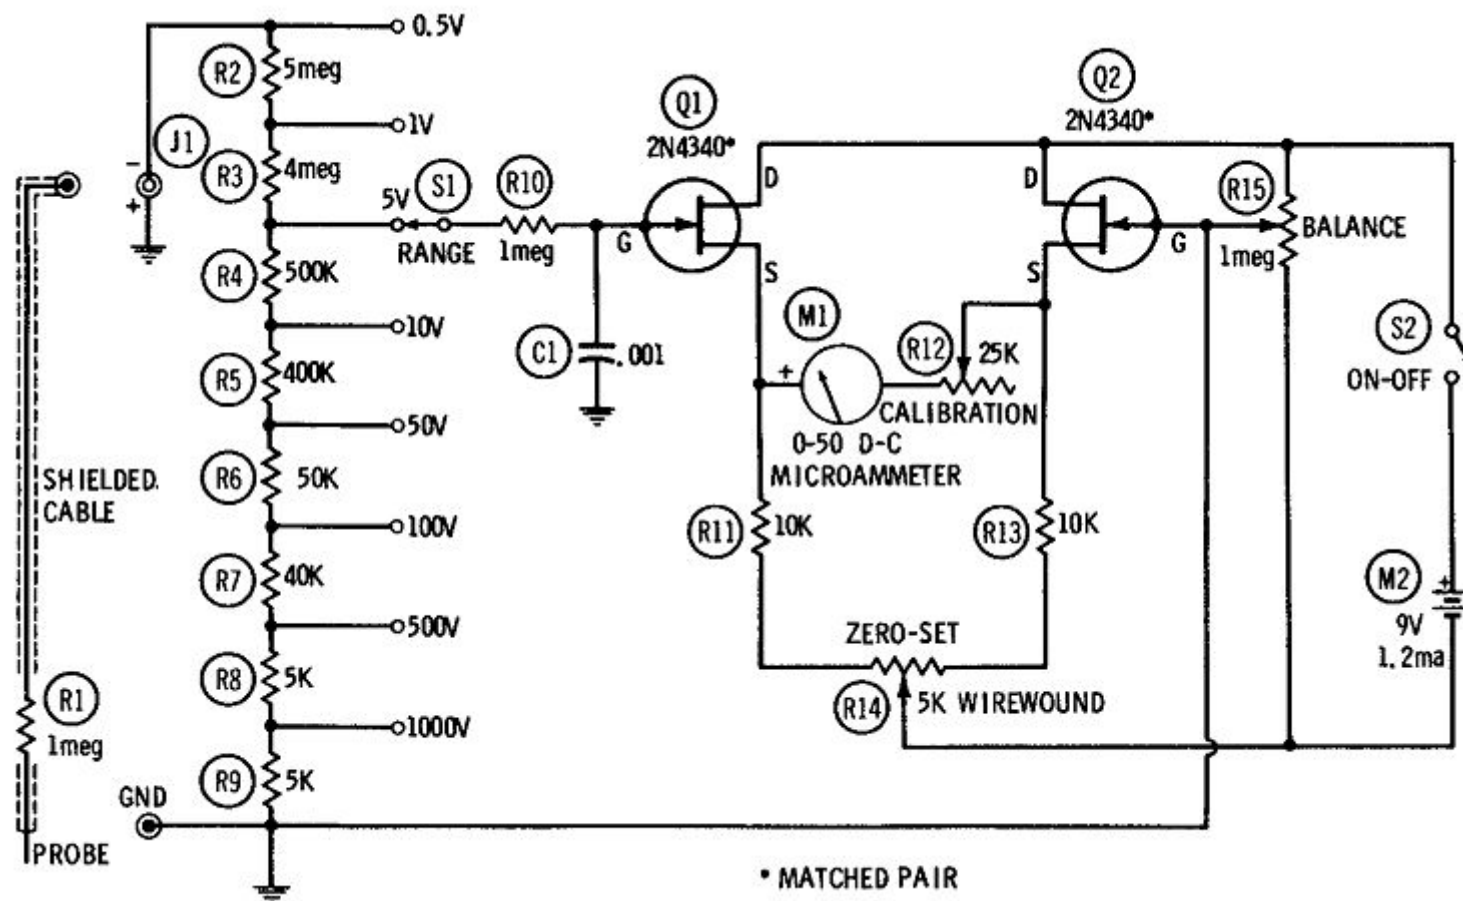 0.5V
R2
5meg
1V
J1
-
+
R3
4meg
5V
S1
RANGE
R10
1meg
R4
500K
10V
R5
400K
50V
R6
50K
100V
R7
40K
500V
R8
5K
1000V
R9
5K
GND
SHIELDED
CABLE
R1
1meg
PROBE
C1
.001
Q1
2N4340*
D
G
S
Q2
2N4340*
D
G
S
R15
1meg
BALANCE
M1
+
0-50 D-C
MICROAMMETER
R12
25K
CALIBRATION
R11
10K
R13
10K
ZERO-SET
R14
5K WIREWOUND
S2
ON-OFF
M2
+
9V
1.2ma
* MATCHED PAIR